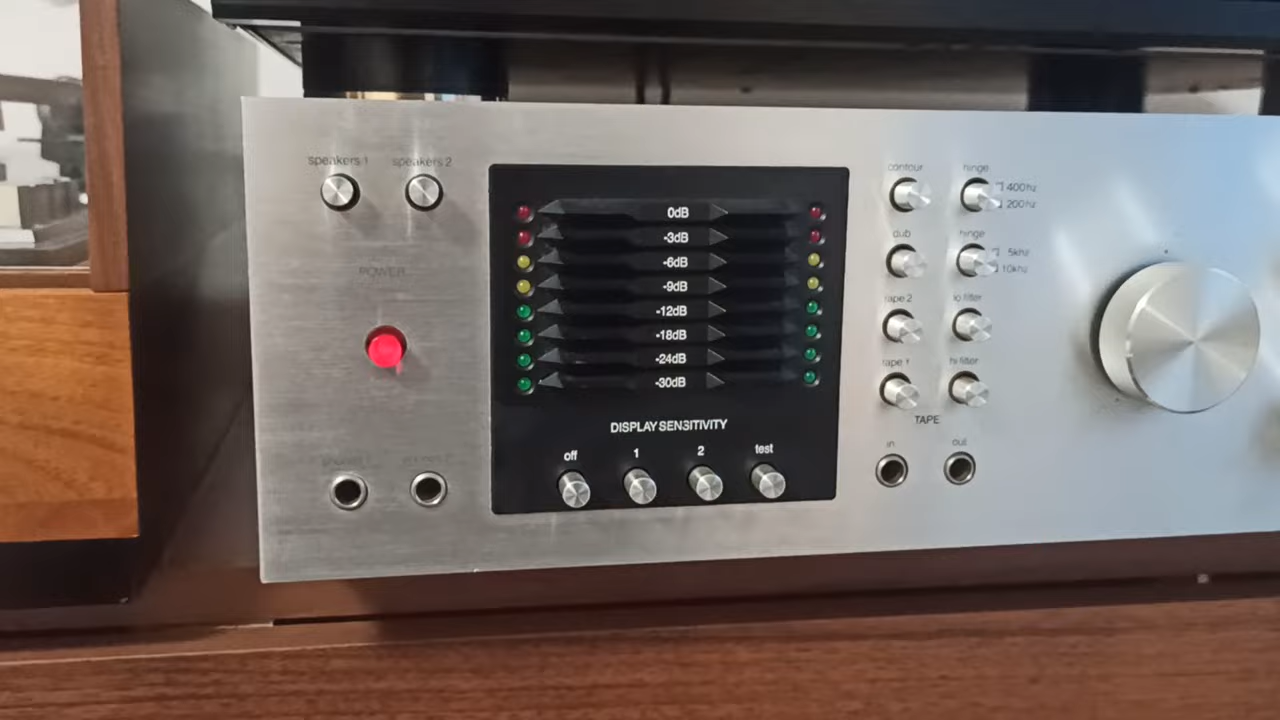 speakers 1
speakers 2
POWER
0dB
-3dB
-6dB
-9dB
-12dB
-18dB
-24dB
-30dB
DISPLAY SENSITIVITY
off
1
2
test
contour
hinge
400hz
200hz
dub
hinge
5khz
10khz
tape 2
lo filter
tape 1
hi filter
TAPE
in
out